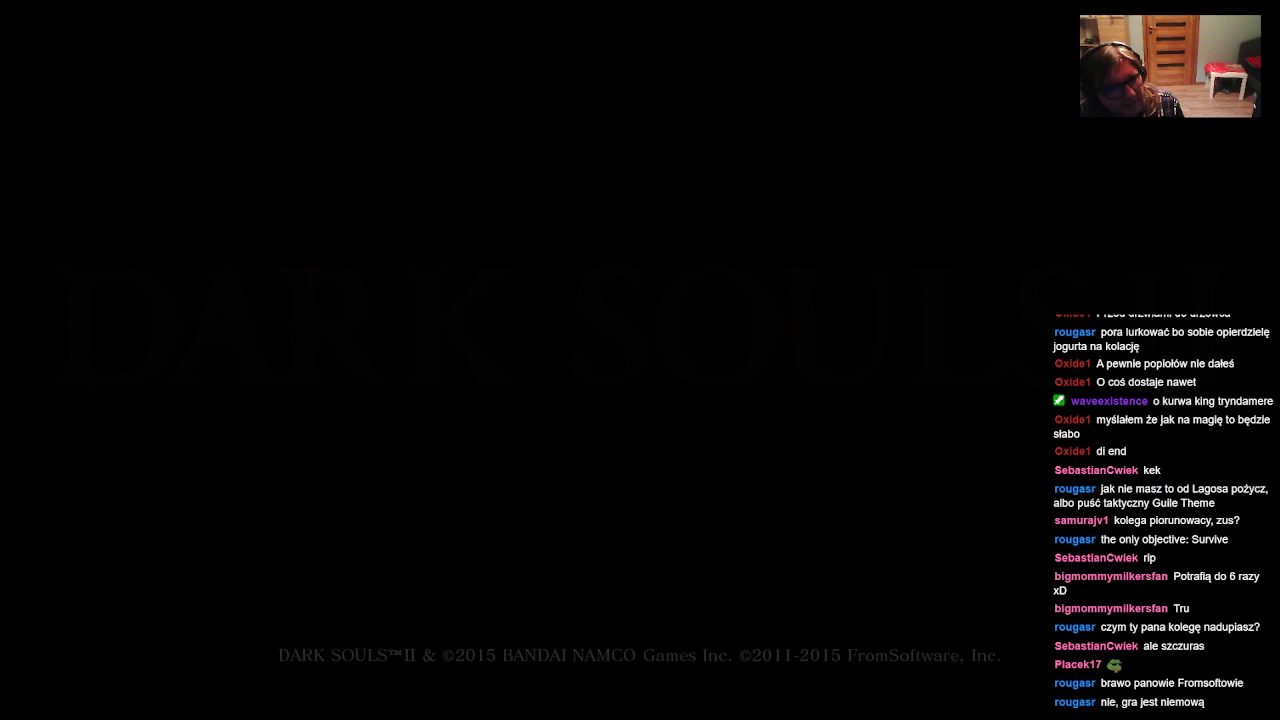 DARK SOULS II
rougasr pora lurkować bo sobie opierdzielę
jogurta na kolację
Oxide1 A pewnie popiołów nie dałeś
Oxide1 O coś dostaje nawet
waveexistence o kurwa king tryndamere
Oxide1 myślałem że jak na magię to będzie
słabo
Oxide1 di end
SebastianCwiek kek
rougasr jak nie masz to od Lagosa pożycz,
albo puść taktyczny Guile Theme
samurajv1 kolega piorunowacy, zus?
rougasr the only objective: Survive
SebastianCwiek rip
bigmommymilkersfan Potrafią do 6 razy
xD
bigmommymilkersfan Tru
rougasr czym ty pana kolegę nadupiasz?
SebastianCwiek ale szczuras
Placek17
rougasr brawo panowie Fromsoftowie
rougasr nie, gra jest niemową
DARK SOULS™II & ©2015 BANDAI NAMCO Games Inc. ©2011-2015 FromSoftware, Inc.